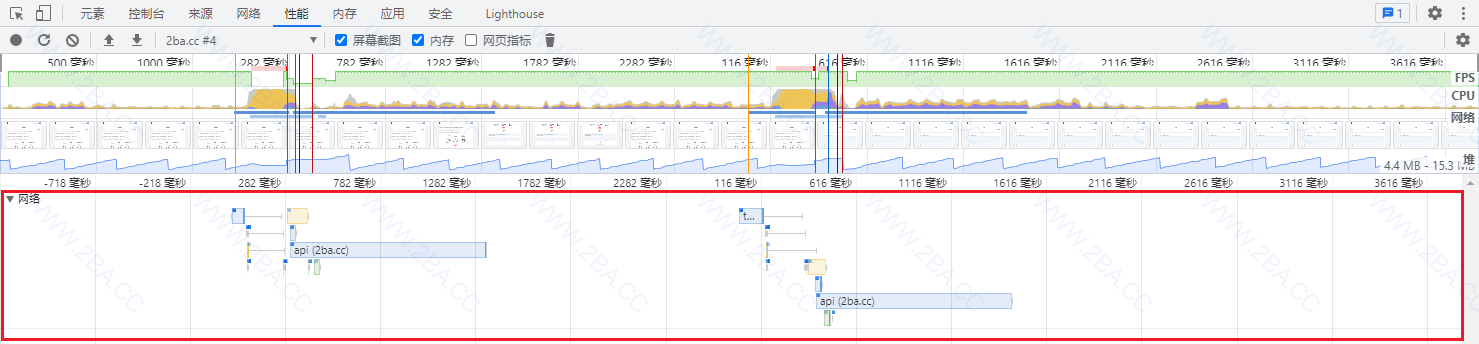 元素 控制台 来源 网络 性能 内存 应用 安全 Lighthouse 1
2ba.cc #4 屏幕截图 内存 网页指标
500 毫秒 1000 毫秒 282 毫秒 782 毫秒 1282 毫秒 1782 毫秒 2282 毫秒 116 毫秒 616 毫秒 1116 毫秒 1616 毫秒 2116 毫秒 2616 毫秒 3116 毫秒 3616 毫秒
FPS
CPU
网络
堆
4.4 MB - 15.3 MB
-718 毫秒 -218 毫秒 282 毫秒 782 毫秒 1282 毫秒 1782 毫秒 2282 毫秒 116 毫秒 616 毫秒 1116 毫秒 1616 毫秒 2116 毫秒 2616 毫秒 3116 毫秒 3616 毫秒
网络
t...
api (2ba.cc)
api (2ba.cc)
WWW.2BA.CC